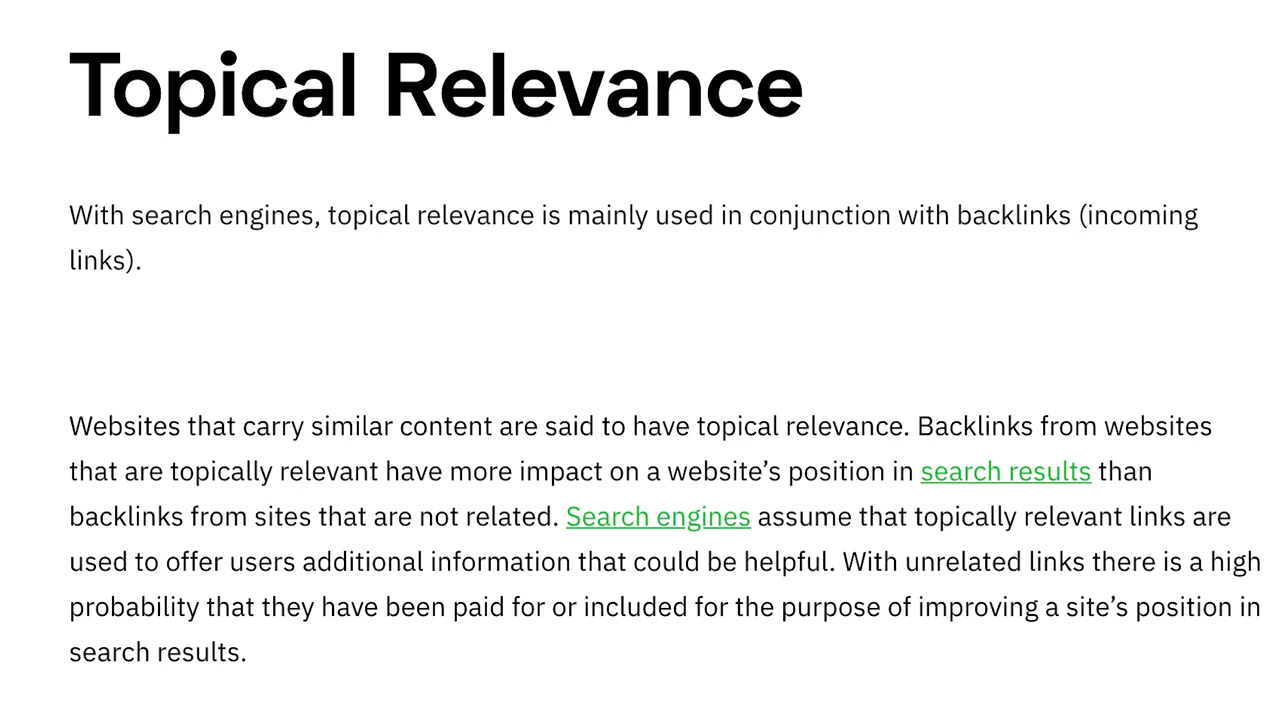 Topical Relevance
With search engines, topical relevance is mainly used in conjunction with backlinks (incoming
links).
Websites that carry similar content are said to have topical relevance. Backlinks from websites
that are topically relevant have more impact on a website’s position in search results than
backlinks from sites that are not related. Search engines assume that topically relevant links are
used to offer users additional information that could be helpful. With unrelated links there is a high
probability that they have been paid for or included for the purpose of improving a site’s position in
search results.